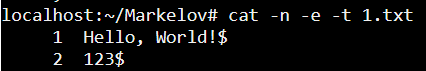 localhost:~/Markelov# cat -n -e -t 1.txt
1 Hello, World!$
2 123$